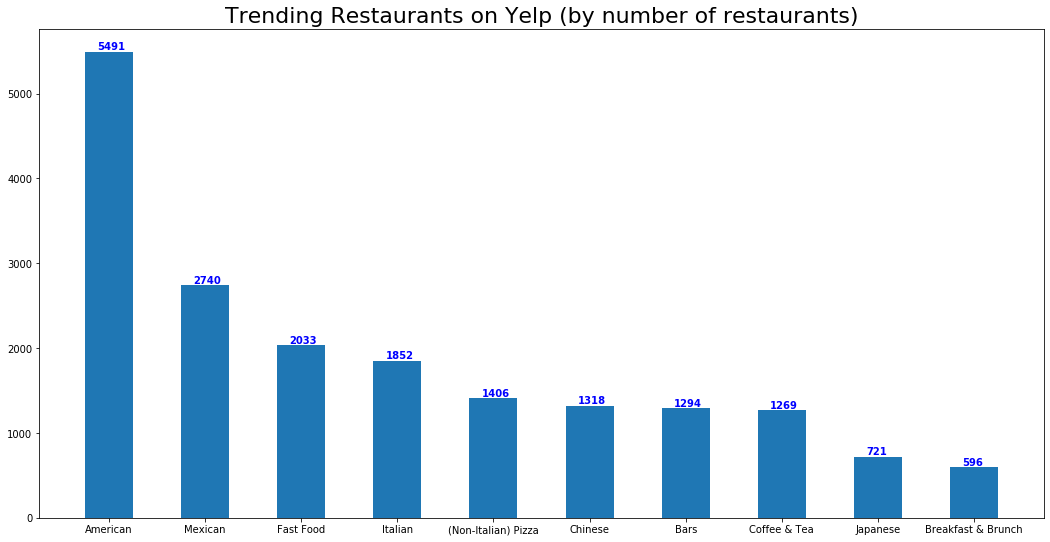 Trending Restaurants on Yelp (by number of restaurants)
5000
4000
3000
2000
1000
0
5491
2740
2033
1852
1406
1318
1294
1269
721
596
American
Mexican
Fast Food
Italian
(Non-Italian) Pizza
Chinese
Bars
Coffee & Tea
Japanese
Breakfast & Brunch